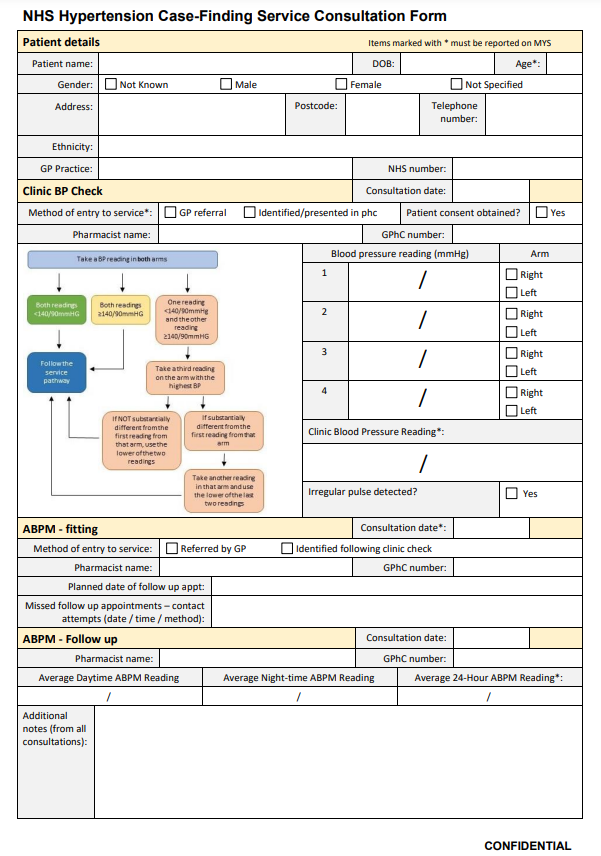 NHS Hypertension Case-Finding Service Consultation Form
Patient details
Items marked with * must be reported on MYS
Patient name:
DOB:
Age*:
Gender:
Not Known
Male
Female
Not Specified
Address:
Postcode:
Telephone
number:
Ethnicity:
GP Practice:
NHS number:
Clinic BP Check
Consultation date:
Method of entry to service*:
GP referral
Identified/presented in phc
Patient consent obtained?
Yes
Pharmacist name:
GPhC number:
Take a BP reading in both arms
Both readings
<140/90mmHG
Both readings
≥140/90mmHG
One reading
<140/90mmHg
and the other
reading
≥140/90mmHG
Follow the
service
pathway
Take a third reading
on the arm with the
highest BP
If NOT substantially
different from the
first reading from
that arm, use the
lower of the two
readings
If substantially
different from the
first reading from that
arm
Take another reading
in that arm and use
the lower of the last
two readings
Blood pressure reading (mmHg)
Arm
1
/
Right
Left
2
/
Right
Left
3
/
Right
Left
4
/
Right
Left
Clinic Blood Pressure Reading*:
/
Irregular pulse detected?
Yes
ABPM - fitting
Consultation date*:
Method of entry to service:
Referred by GP
Identified following clinic check
Pharmacist name:
GPhC number:
Planned date of follow up appt:
Missed follow up appointments – contact
attempts (date / time / method):
ABPM - Follow up
Consultation date:
Pharmacist name:
GPhC number:
Average Daytime ABPM Reading
Average Night-time ABPM Reading
Average 24-Hour ABPM Reading*:
/
/
/
Additional
notes (from all
consultations):
CONFIDENTIAL